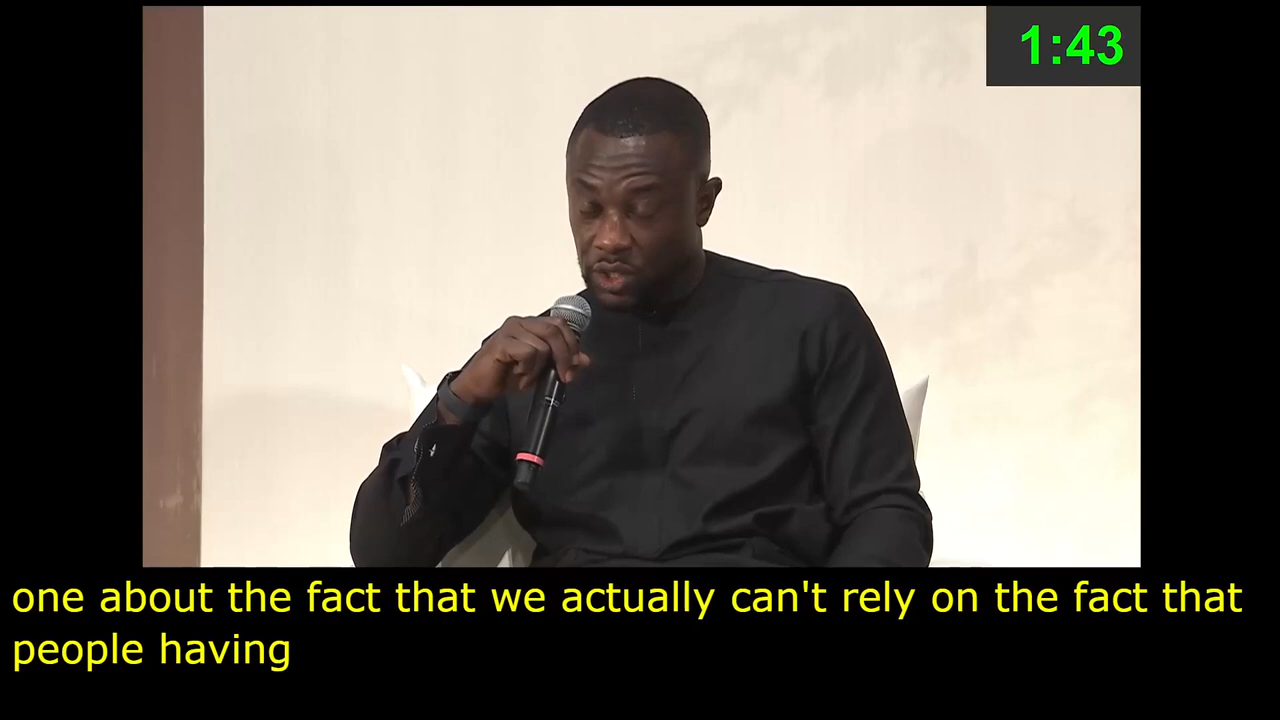 1:43
one about the fact that we actually can't rely on the fact that
people having